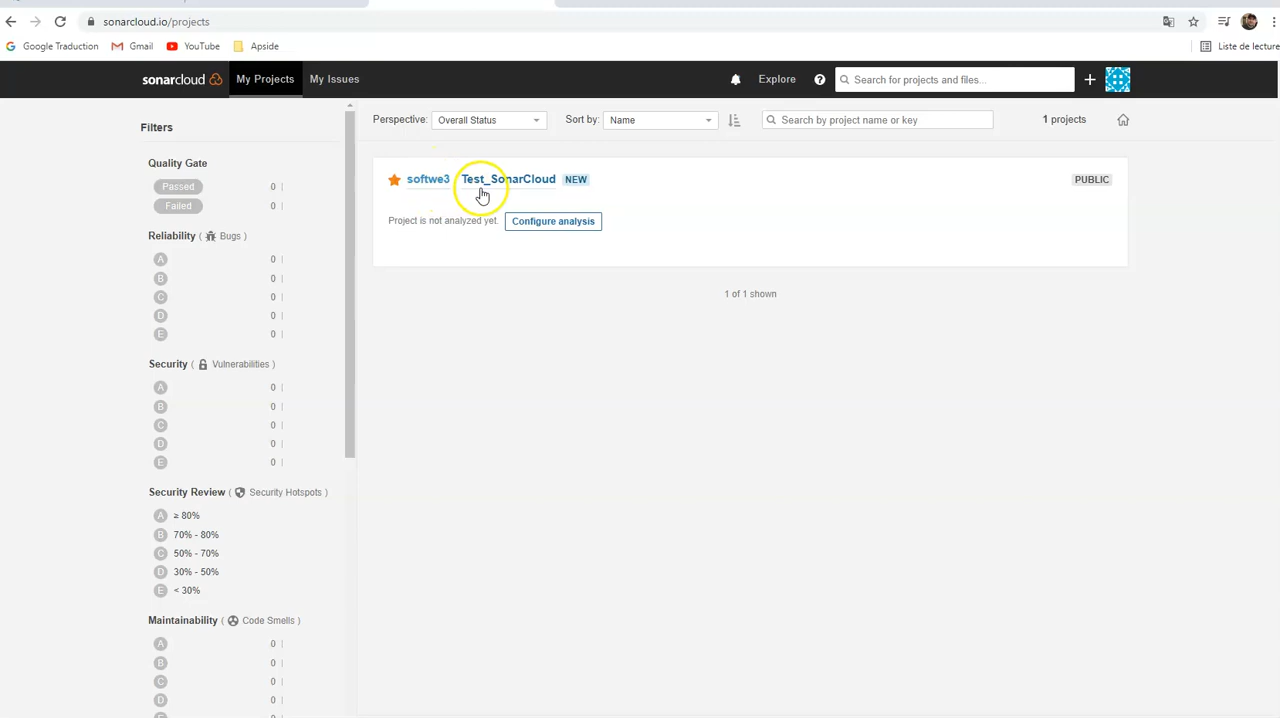 sonarcloud.io/projects
Google Traduction Gmail YouTube Apside Liste de lecture
sonarcloud My Projects My Issues Explore Search for projects and files...
Filters
Perspective: Overall Status Sort by: Name Search by project name or key 1 projects
Quality Gate
Passed 0
Failed 0
softwe3 Test_SonarCloud NEW PUBLIC
Project is not analyzed yet. Configure analysis
1 of 1 shown
Reliability ( Bugs )
A 0
B 0
C 0
D 0
E 0
Security ( Vulnerabilities )
A 0
B 0
C 0
D 0
E 0
Security Review ( Security Hotspots )
A ≥ 80%
B 70% - 80%
C 50% - 70%
D 30% - 50%
E < 30%
Maintainability ( Code Smells )
A 0
B 0
C 0
D 0